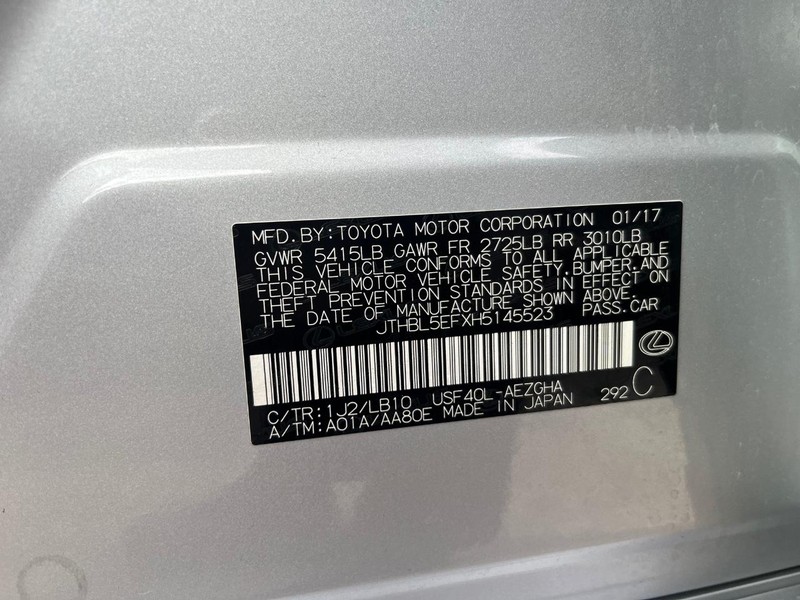 MFD.BY:TOYOTA MOTOR CORPORATION 01/17
GVWR 5415LB GAWR FR 2725LB RR 3010LB
THIS VEHICLE CONFORMS TO ALL APPLICABLE
FEDERAL MOTOR VEHICLE SAFETY,BUMPER,AND
THEFT PREVENTION STANDARDS IN EFFECT ON
THE DATE OF MANUFACTURE SHOWN ABOVE.
JTHBL5EFXH5145523 PASS.CAR
C/TR:1J2/LB10 USF40L-AEZGHA
A/TM:A01A/AA80E MADE IN JAPAN 292 C